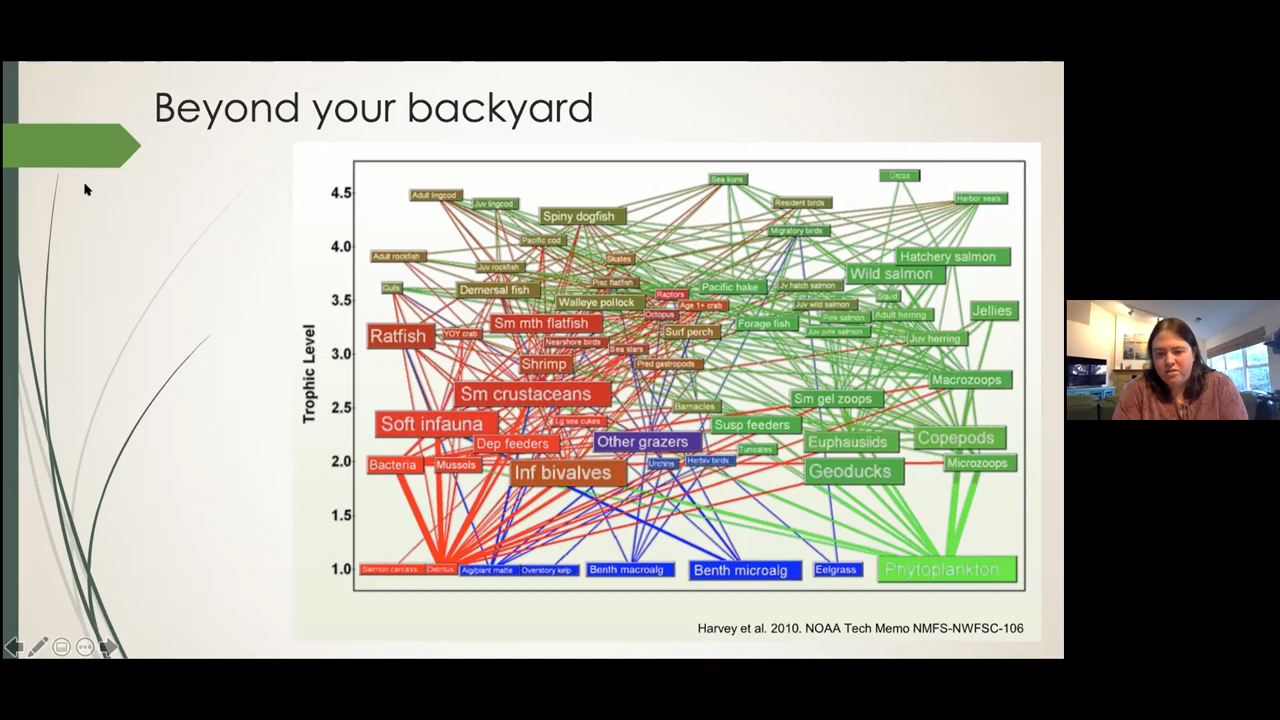 Beyond your backyard
4.5
4.0
3.5
3.0
2.5
2.0
1.5
1.0
Trophic Level
Sea lions
Orcas
Adult lingcod
Juv lingcod
Resident birds
Harbor seals
Spiny dogfish
Migratory birds
Pacific cod
Adult rockfish
Skates
Hatchery salmon
Juv rockfish
Wild salmon
Gulls
Demersal fish
Pisc flatfish
Pacific hake
Jv hatch salmon
Walleye pollock
Raptors
Squid
Age 1+ crab
Juv wild salmon
Octopus
Pink salmon
Adult herring
Jellies
Ratfish
YOY crab
Sm mth flatfish
Surf perch
Forage fish
Juv pink salmon
Nearshore birds
Juv herring
Sea stars
Shrimp
Pred gastropods
Macrozoops
Sm crustaceans
Sm gel zoops
Barnacles
Soft infauna
Lg sea cukes
Susp feeders
Dep feeders
Other grazers
Euphausiids
Copepods
Tunicates
Bacteria
Mussels
Inf bivalves
Urchins
Herbiv birds
Geoducks
Microzoops
Salmon carcass
Detritus
Alg/plant matte
Overstory kelp
Benth macroalg
Benth microalg
Eelgrass
Phytoplankton
Harvey et al. 2010. NOAA Tech Memo NMFS-NWFSC-106